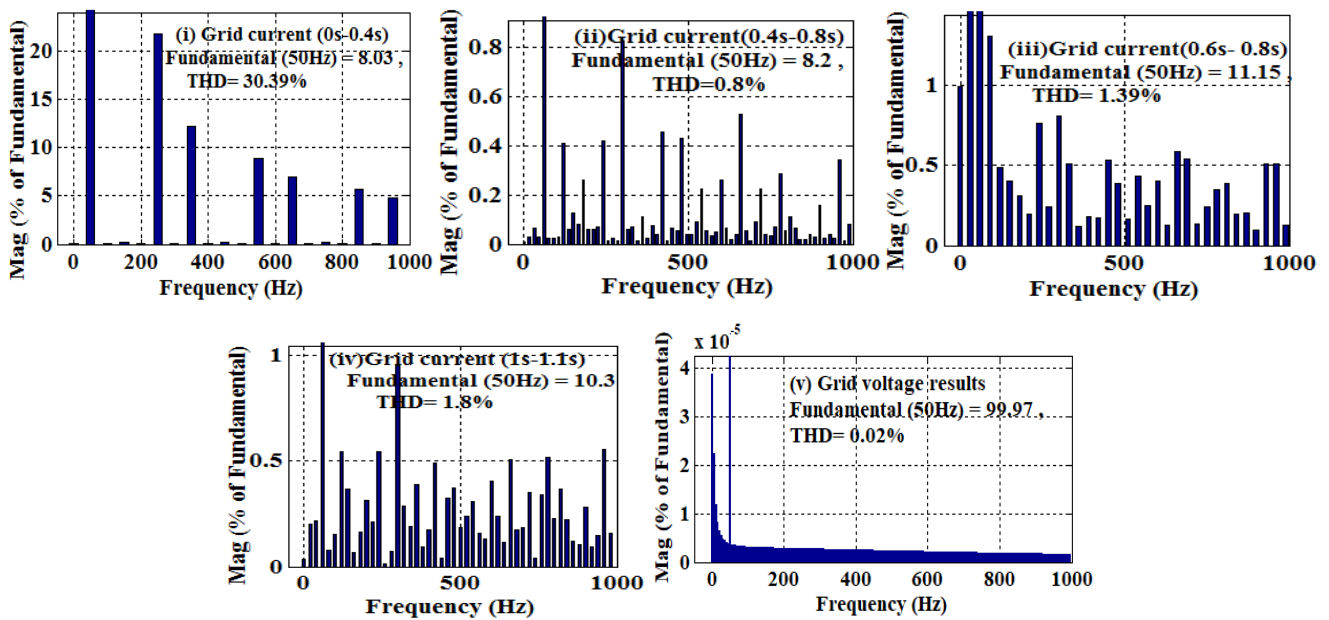 (i) Grid current (0s-0.4s)
Fundamental (50Hz) = 8.03 ,
THD= 30.39%
Mag (% of Fundamental)
20
15
10
5
0
0 200 400 600 800 1000
Frequency (Hz)
(ii)Grid current(0.4s-0.8s)
Fundamental (50Hz) = 8.2 ,
THD=0.8%
Mag (% of Fundamental)
0.8
0.6
0.4
0.2
0
0 500 1000
Frequency (Hz)
(iii)Grid current(0.6s- 0.8s)
Fundamental (50Hz) = 11.15 ,
THD= 1.39%
Mag (% of Fundamental)
1
0.5
0
0 500 1000
Frequency (Hz)
(iv)Grid current (1s-1.1s)
Fundamental (50Hz) = 10.3
THD= 1.8%
Mag (% of Fundamental)
1
0.5
0
0 500 1000
Frequency (Hz)
x 10-5
(v) Grid voltage results
Fundamental (50Hz) = 99.97 ,
THD= 0.02%
Mag (% of Fundamental)
4
3
2
1
0
0 200 400 600 800 1000
Frequency (Hz)